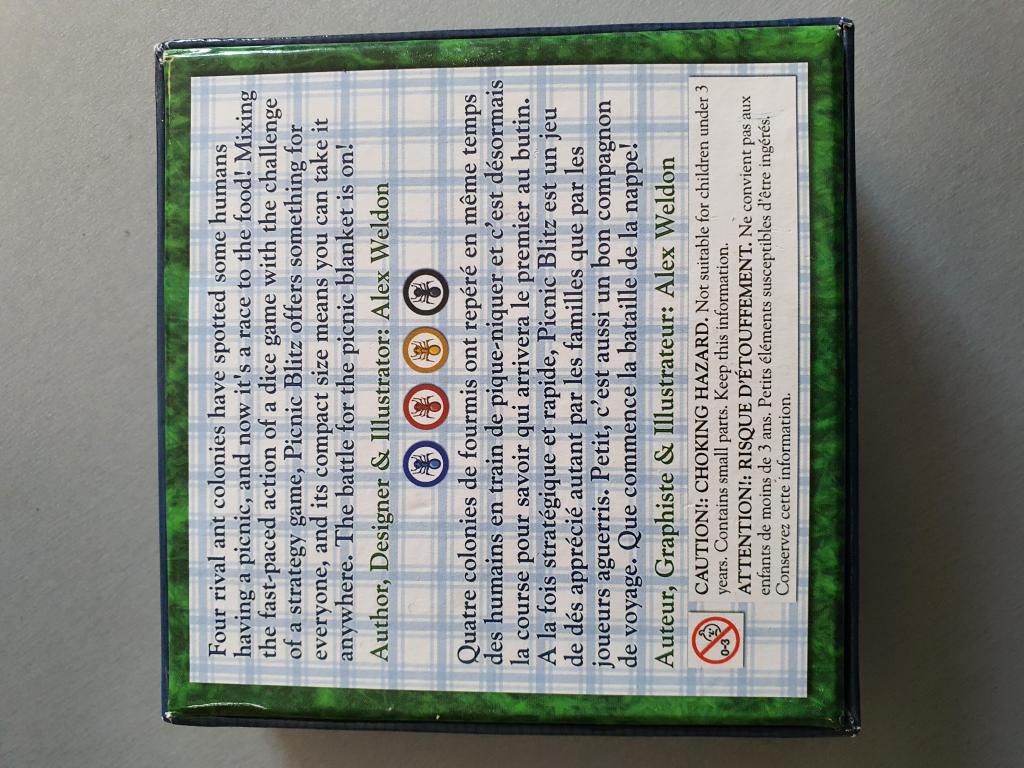 Four rival ant colonies have spotted some humans
having a picnic, and now it's a race to the food! Mixing
the fast-paced action of a dice game with the challenge
of a strategy game, Picnic Blitz offers something for
everyone, and its compact size means you can take it
anywhere. The battle for the picnic blanket is on!
Author, Designer & Illustrator: Alex Weldon
Quatre colonies de fourmis ont repéré en même temps
des humains en train de pique-niquer et c'est désormais
la course pour savoir qui arrivera le premier au butin.
A la fois stratégique et rapide, Picnic Blitz est un jeu
de dés apprécié autant par les familles que par les
joueurs aguerris. Petit, c'est aussi un bon compagnon
de voyage. Que commence la bataille de la nappe!
Auteur, Graphiste & Illustrateur: Alex Weldon
0-3
CAUTION!: CHOKING HAZARD. Not suitable for children under 3
years. Contains small parts. Keep this information.
ATTENTION!: RISQUE D'ÉTOUFFEMENT. Ne convient pas aux
enfants de moins de 3 ans. Petits éléments susceptibles d'être ingérés.
Conservez cette information.